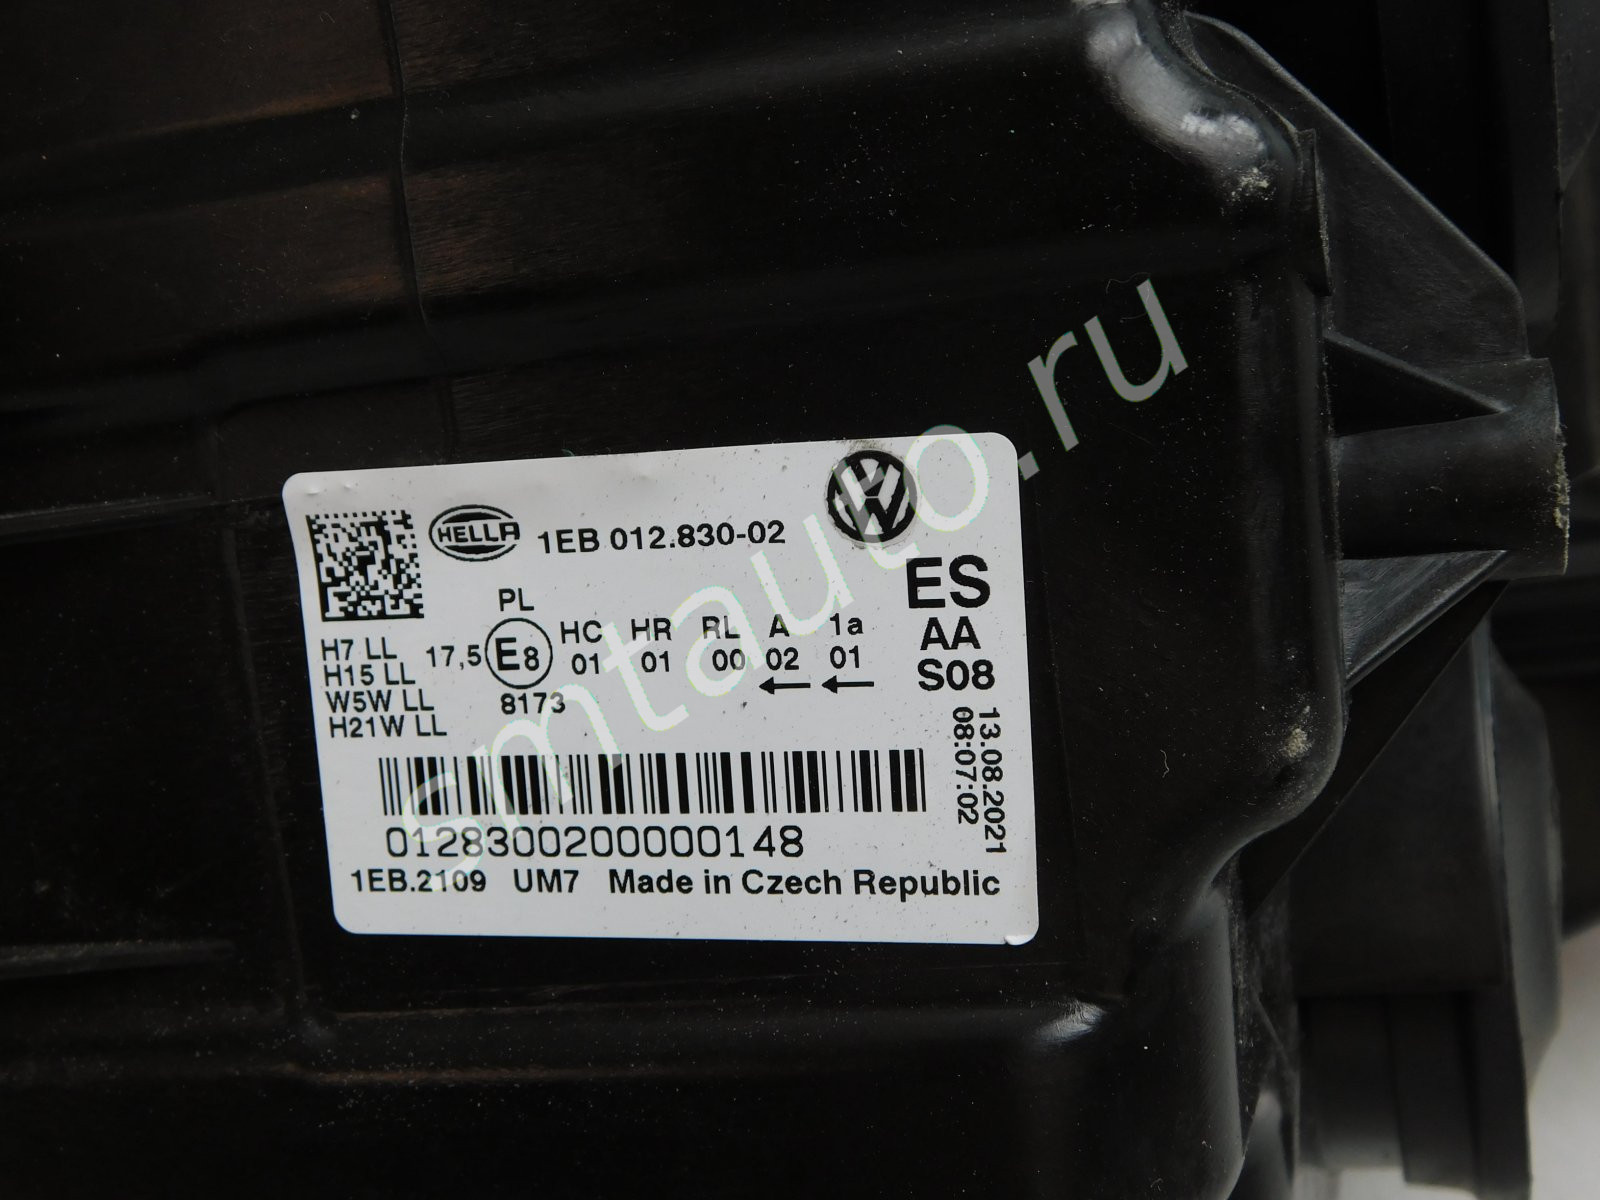 HELLA 1EB 012.830-02
ES
AA
S08
PL
17,5 E8
8173
HC HR RL A 1a
01 01 00 02 01
H7 LL
H15 LL
W5W LL
H21W LL
13.08.2021
08:07:02
0128300200000148
1EB.2109 UM7 Made in Czech Republic
smtauto.ru